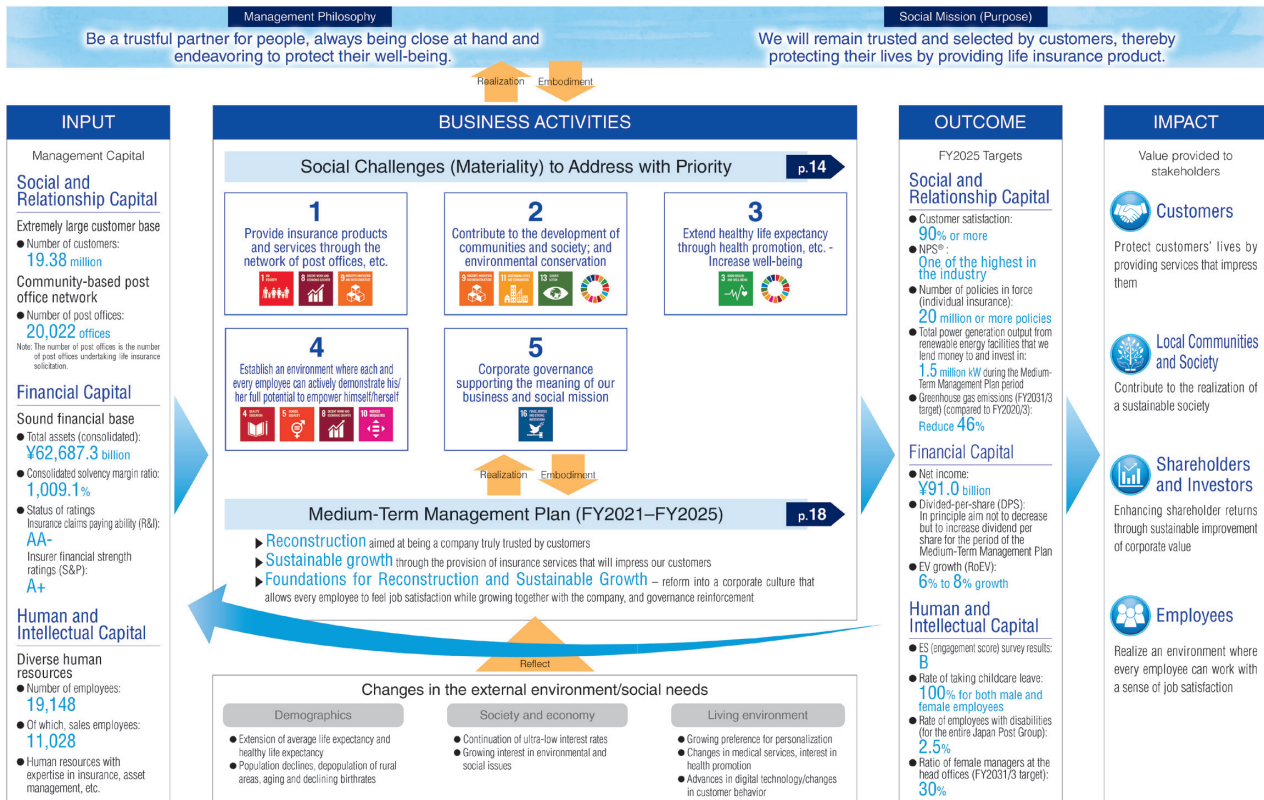 Management Philosophy
Be a trustful partner for people, always being close at hand and
endeavoring to protect their well-being.
Social Mission (Purpose)
We will remain trusted and selected by customers, thereby
protecting their lives by providing life insurance product.
Realization
Embodiment
INPUT
Management Capital
Social and
Relationship Capital
Extremely large customer base
● Number of customers:
19.38 million
Community-based post
office network
● Number of post offices:
20,022 offices
Note: The number of post offices is the number
of post offices undertaking life insurance
solicitation.
Financial Capital
Sound financial base
● Total assets (consolidated):
¥62,687.3 billion
● Consolidated solvency margin ratio:
1,009.1%
● Status of ratings
Insurance claims paying ability (R&I):
AA-
Insurer financial strength
ratings (S&P):
A+
Human and
Intellectual Capital
Diverse human
resources
● Number of employees:
19,148
● Of which, sales employees:
11,028
● Human resources with
expertise in insurance, asset
management, etc.
BUSINESS ACTIVITIES
Social Challenges (Materiality) to Address with Priority
p.14
1
Provide insurance products
and services through the
network of post offices, etc.
2
Contribute to the development of
communities and society; and
environmental conservation
3
Extend healthy life expectancy
through health promotion, etc. -
Increase well-being
4
Establish an environment where each and
every employee can actively demonstrate his/
her full potential to empower himself/herself
5
Corporate governance
supporting the meaning of our
business and social mission
Realization
Embodiment
Medium-Term Management Plan (FY2021–FY2025)
p.18
▶ Reconstruction aimed at being a company truly trusted by customers
▶ Sustainable growth through the provision of insurance services that will impress our customers
▶ Foundations for Reconstruction and Sustainable Growth – reform into a corporate culture that
allows every employee to feel job satisfaction while growing together with the company, and governance reinforcement
Reflect
Changes in the external environment/social needs
Demographics
● Extension of average life expectancy and
healthy life expectancy
● Population declines, depopulation of rural
areas, aging and declining birthrates
Society and economy
● Continuation of ultra-low interest rates
● Growing interest in environmental and
social issues
Living environment
● Growing preference for personalization
● Changes in medical services, interest in
health promotion
● Advances in digital technology/changes
in customer behavior
OUTCOME
FY2025 Targets
Social and
Relationship Capital
● Customer satisfaction:
90% or more
● NPS® :
One of the highest in
the industry
● Number of policies in force
(individual insurance):
20 million or more policies
● Total power generation output from
renewable energy facilities that we
lend money to and invest in:
1.5 million kW during the Medium-
Term Management Plan period
● Greenhouse gas emissions (FY2031/3
target) (compared to FY2020/3):
Reduce 46%
Financial Capital
● Net income:
¥91.0 billion
● Divided-per-share (DPS):
In principle aim not to decrease
but to increase dividend per
share for the period of the
Medium-Term Management Plan
● EV growth (RoEV):
6% to 8% growth
Human and
Intellectual Capital
● ES (engagement score) survey results:
B
● Rate of taking childcare leave:
100% for both male and
female employees
● Rate of employees with disabilities
(for the entire Japan Post Group):
2.5%
● Ratio of female managers at the
head offices (FY2031/3 target):
30%
IMPACT
Value provided to
stakeholders
Customers
Protect customers' lives by
providing services that impress
them
Local Communities
and Society
Contribute to the realization of
a sustainable society
Shareholders
and Investors
Enhancing shareholder returns
through sustainable improvement
of corporate value
Employees
Realize an environment where
every employee can work with
a sense of job satisfaction